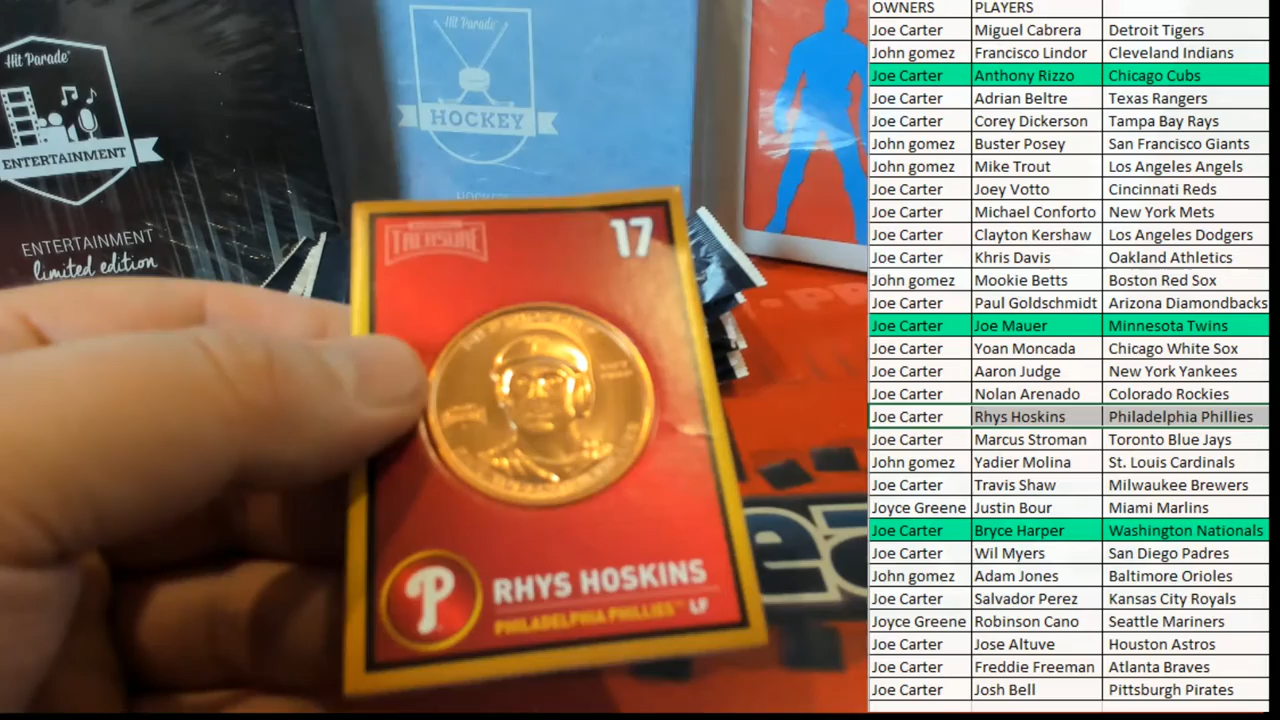 Hit Parade™
ENTERTAINMENT
ENTERTAINMENT
limited edition
Hit Parade™
HOCKEY
TREASURE
17
RHYS HOSKINS
PHILADELPHIA PHILLIES™ LF
P
OWNERS PLAYERS
Joe Carter Miguel Cabrera Detroit Tigers
John gomez Francisco Lindor Cleveland Indians
Joe Carter Anthony Rizzo Chicago Cubs
Joe Carter Adrian Beltre Texas Rangers
Joe Carter Corey Dickerson Tampa Bay Rays
John gomez Buster Posey San Francisco Giants
John gomez Mike Trout Los Angeles Angels
Joe Carter Joey Votto Cincinnati Reds
Joe Carter Michael Conforto New York Mets
Joe Carter Clayton Kershaw Los Angeles Dodgers
Joe Carter Khris Davis Oakland Athletics
John gomez Mookie Betts Boston Red Sox
Joe Carter Paul Goldschmidt Arizona Diamondbacks
Joe Carter Joe Mauer Minnesota Twins
Joe Carter Yoan Moncada Chicago White Sox
Joe Carter Aaron Judge New York Yankees
Joe Carter Nolan Arenado Colorado Rockies
Joe Carter Rhys Hoskins Philadelphia Phillies
Joe Carter Marcus Stroman Toronto Blue Jays
John gomez Yadier Molina St. Louis Cardinals
Joe Carter Travis Shaw Milwaukee Brewers
Joyce Greene Justin Bour Miami Marlins
Joe Carter Bryce Harper Washington Nationals
Joe Carter Wil Myers San Diego Padres
John gomez Adam Jones Baltimore Orioles
Joe Carter Salvador Perez Kansas City Royals
Joyce Greene Robinson Cano Seattle Mariners
Joe Carter Jose Altuve Houston Astros
Joe Carter Freddie Freeman Atlanta Braves
Joe Carter Josh Bell Pittsburgh Pirates